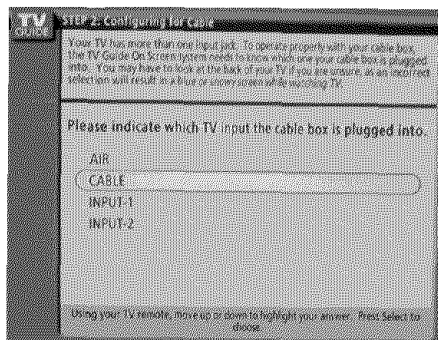 TV
GUIDE
STEP 2: Configuring for Cable
Your TV has more than one input jack. To operate properly with your cable box,
the TV Guide On Screen system needs to know which one your cable box is plugged
into. You may have to look at the back of your TV if you are unsure, as an incorrect
selection will result in a blue or snowy screen while watching TV.
Please indicate which TV input the cable box is plugged into.
AIR
CABLE
INPUT-1
INPUT-2
Using your TV remote, move up or down to highlight your answer. Press Select to
choose.